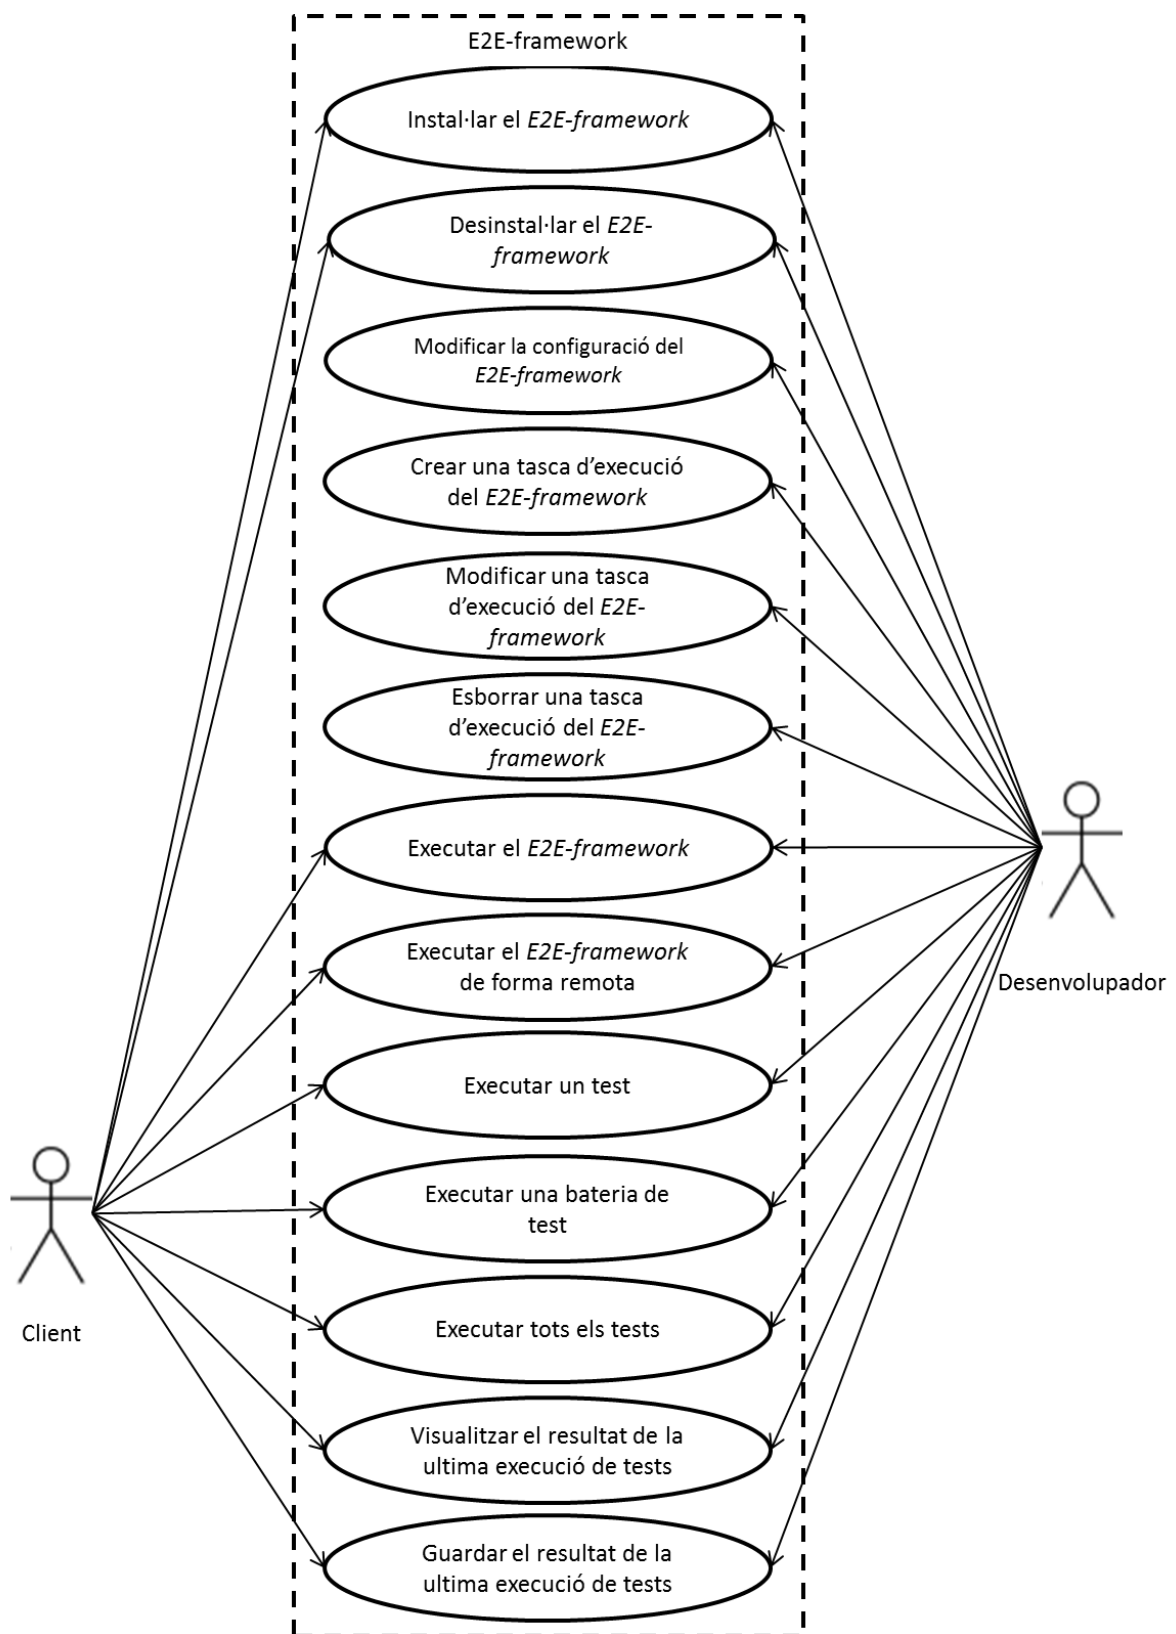 E2E-framework
Instal·lar el E2E-framework
Desinstal·lar el E2E-
framework
Modificar la configuració del
E2E-framework
Crear una tasca d’execució
del E2E-framework
Modificar una tasca
d’execució del E2E-
framework
Esborrar una tasca
d’execució del E2E-
framework
Executar el E2E-framework
Executar el E2E-framework
de forma remota
Desenvolupador
Executar un test
Executar una bateria de
test
Executar tots els tests
Client
Visualitzar el resultat de la
ultima execució de tests
Guardar el resultat de la
ultima execució de tests